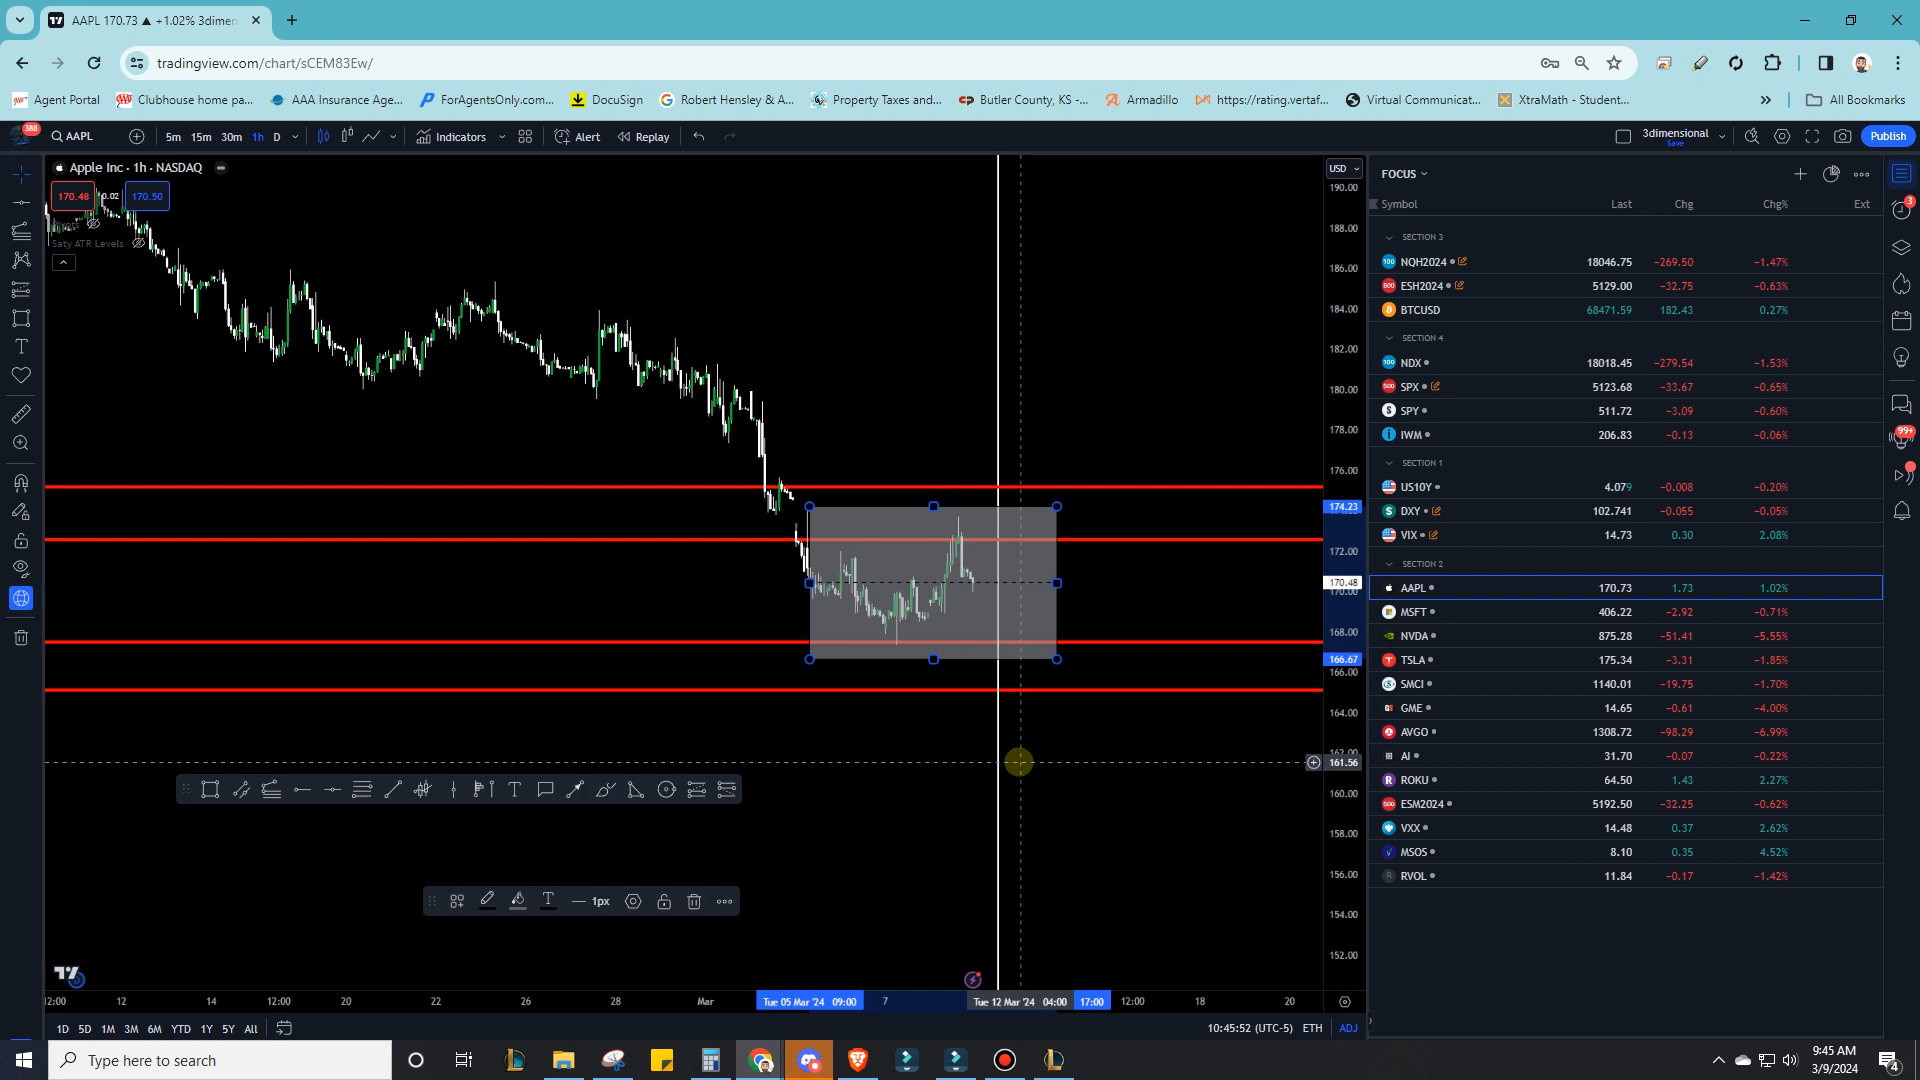 AAPL 170.73 ▲ +1.02% 3dimen
tradingview.com/chart/sCEM83Ew/
Agent Portal
Clubhouse home pa...
AAA Insurance Age...
ForAgentsOnly.com...
DocuSign
Robert Hensley & A...
Property Taxes and...
Butler County, KS -...
Armadillo
https://rating.vertaf...
Virtual Communicat...
XtraMath - Student...
All Bookmarks
388
AAPL
5m 15m 30m 1h D
Indicators
Alert
Replay
3dimensional
Save
Publish
Apple Inc · 1h · NASDAQ
170.48 0.02 170.50
Saty ATR Levels
USD
190.00
188.00
186.00
184.00
182.00
180.00
178.00
176.00
174.23
172.00
170.48
170.00
168.00
166.67
166.00
164.00
162.00
161.56
160.00
158.00
156.00
154.00
152.00
1px
12:00 12 14 12:00 20 22 26 28 Mar Tue 05 Mar '24 09:00 7 Tue 12 Mar '24 04:00 17:00 12:00 18 20
1D 5D 1M 3M 6M YTD 1Y 5Y All
10:45:52 (UTC-5) ETH ADJ
FOCUS
Symbol Last Chg Chg% Ext
SECTION 3
NQH2024 18046.75 −269.50 −1.47%
ESH2024 5129.00 −32.75 −0.63%
BTCUSD 68471.59 182.43 0.27%
SECTION 4
NDX 18018.45 −279.54 −1.53%
SPX 5123.68 −33.67 −0.65%
SPY 511.72 −3.09 −0.60%
IWM 206.83 −0.13 −0.06%
SECTION 1
US10Y 4.079 −0.008 −0.20%
DXY 102.741 −0.055 −0.05%
VIX 14.73 0.30 2.08%
SECTION 2
AAPL 170.73 1.73 1.02%
MSFT 406.22 −2.92 −0.71%
NVDA 875.28 −51.41 −5.55%
TSLA 175.34 −3.31 −1.85%
SMCI 1140.01 −19.75 −1.70%
GME 14.65 −0.61 −4.00%
AVGO 1308.72 −98.29 −6.99%
AI 31.70 −0.07 −0.22%
ROKU 64.50 1.43 2.27%
ESM2024 5192.50 −32.25 −0.62%
VXX 14.48 0.37 2.62%
MSOS 8.10 0.35 4.52%
RVOL 11.84 −0.17 −1.42%
3
99+
Type here to search
9:45 AM
3/9/2024
4